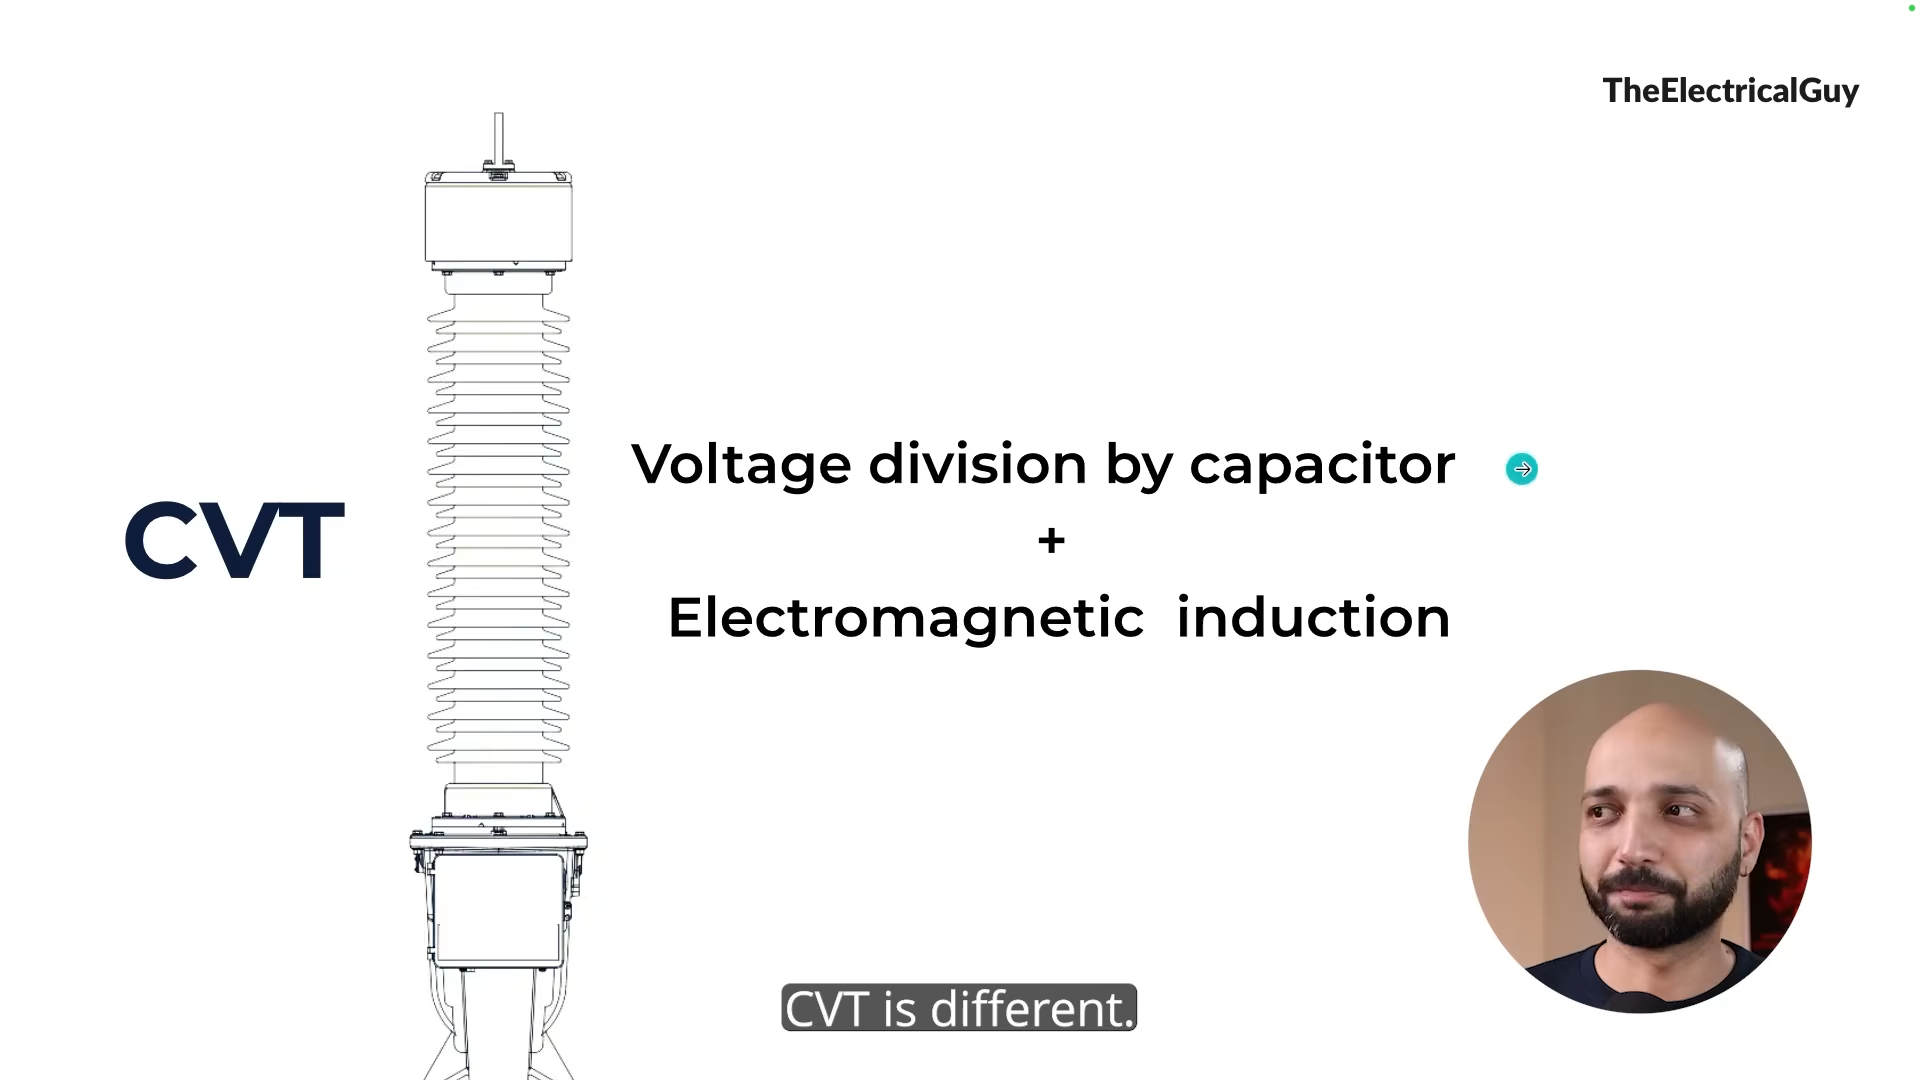 TheElectricalGuy
Voltage division by capacitor
CVT
+
Electromagnetic induction
CVT is different.